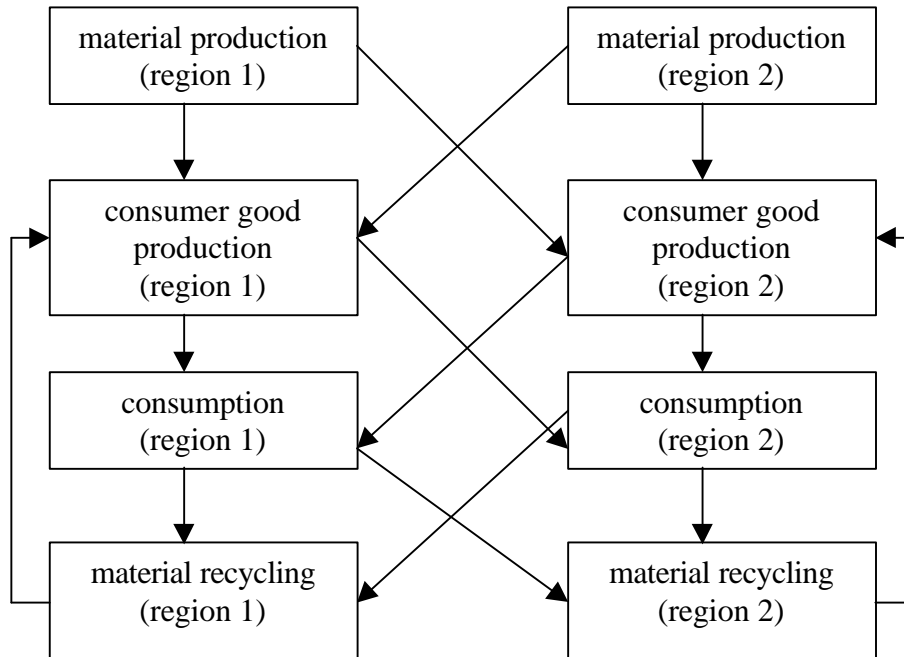 material production
(region 1)
material production
(region 2)
consumer good
production
(region 1)
consumer good
production
(region 2)
consumption
(region 1)
consumption
(region 2)
material recycling
(region 1)
material recycling
(region 2)